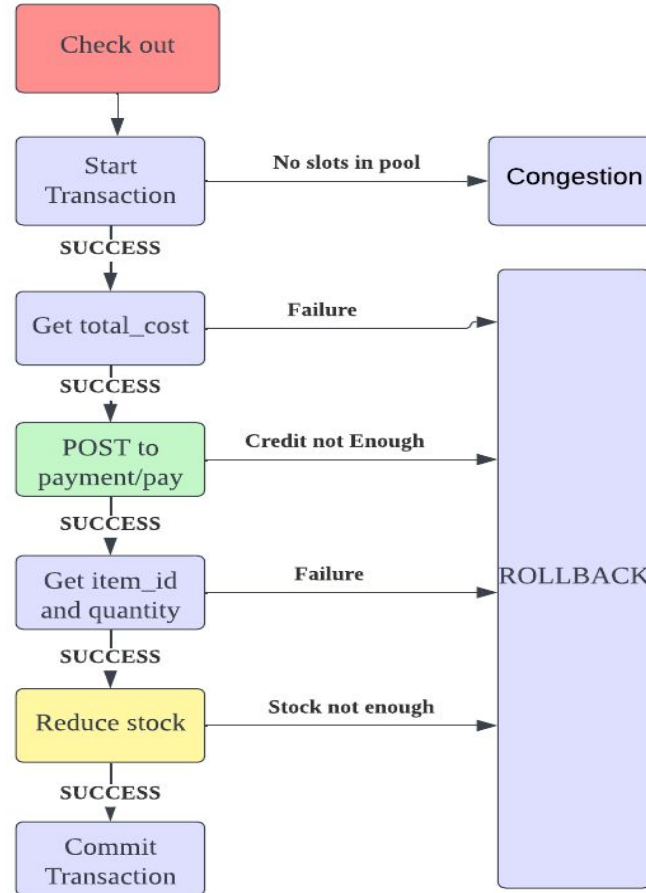 Check out
Start
Transaction
No slots in pool
Congestion
SUCCESS
Get total_cost
Failure
SUCCESS
POST to
payment/pay
Credit not Enough
SUCCESS
Get item_id
and quantity
Failure
ROLLBACK
SUCCESS
Reduce stock
Stock not enough
SUCCESS
Commit
Transaction